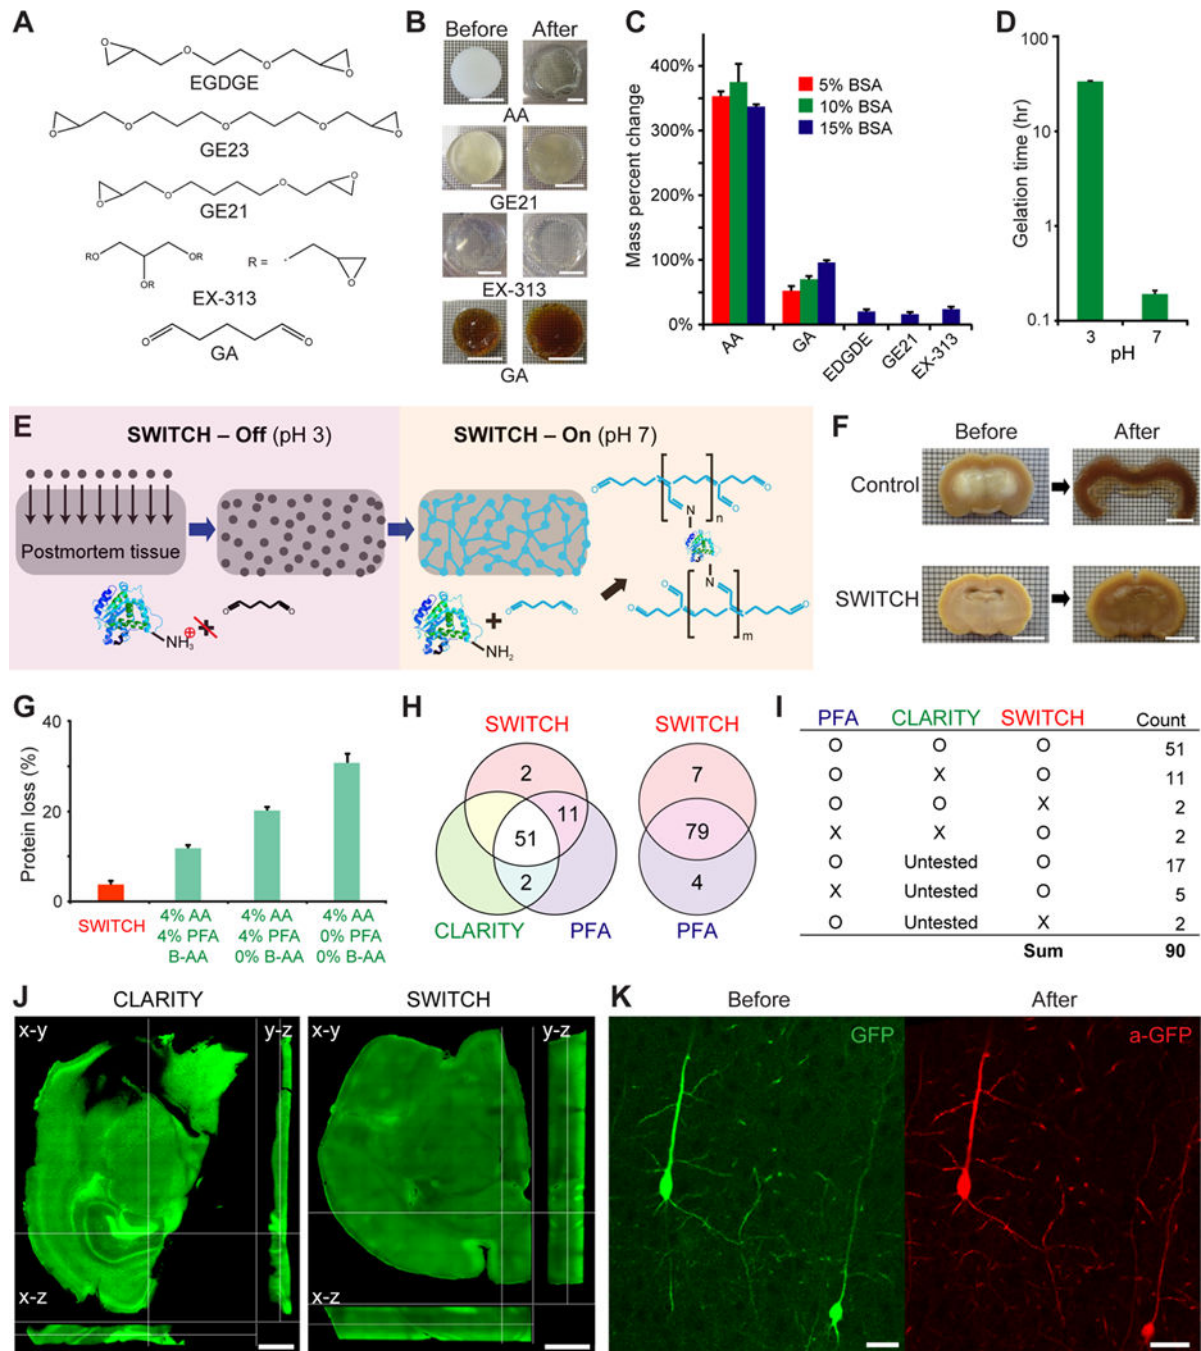 A
EGDGE
GE23
GE21
RO
OR
OR
R =
EX-313
GA
B
Before
After
AA
GE21
EX-313
GA
C
Mass percent change
400%
300%
200%
100%
0%
5% BSA
10% BSA
15% BSA
AA
GA
EDGDE
GE21
EX-313
D
Gelation time (hr)
100
10
1
0.1
3
7
pH
E
SWITCH – Off (pH 3)
Postmortem tissue
NH3
SWITCH – On (pH 7)
NH2
n
N
N
m
F
Before
After
Control
SWITCH
G
Protein loss (%)
40
20
0
SWITCH
4% AA
4% PFA
B-AA
4% AA
4% PFA
0% B-AA
4% AA
0% PFA
0% B-AA
H
SWITCH
2
11
51
2
CLARITY
PFA
SWITCH
7
79
4
PFA
I
PFA CLARITY SWITCH Count
O O O 51
O X O 11
O O X 2
X X O 2
O Untested O 17
X Untested O 5
O Untested X 2
Sum 90
J
CLARITY
x-y
y-z
x-z
SWITCH
x-y
y-z
x-z
K
Before
GFP
After
a-GFP